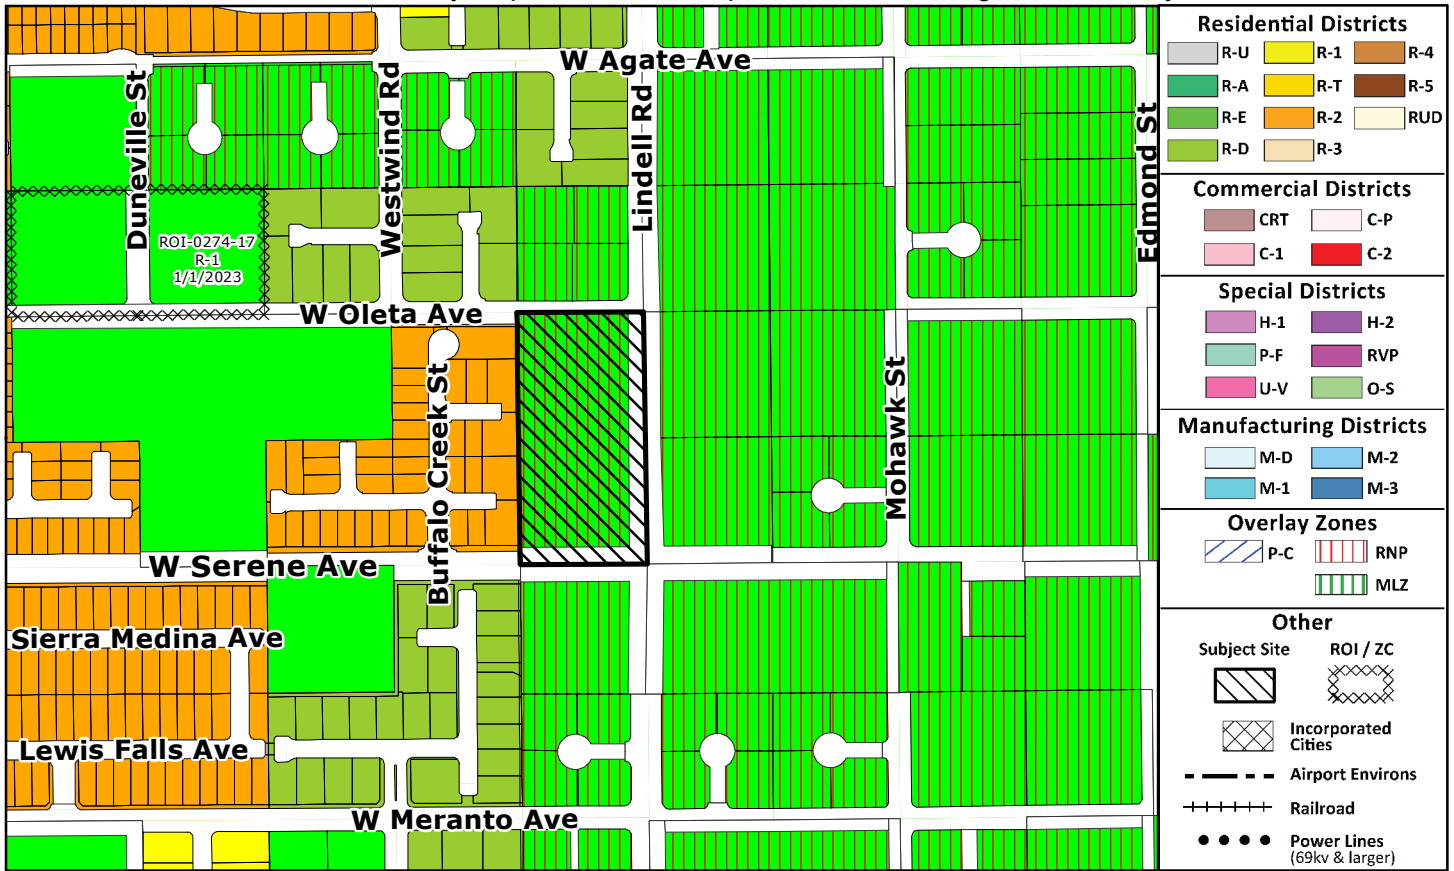 W Agate Ave
Duneville St
Westwind Rd
Lindell Rd
Edmond St
ROI-0274-17
R-1
1/1/2023
W Oleta Ave
Buffalo Creek St
Mohawk St
W Serene Ave
Sierra Medina Ave
Lewis Falls Ave
W Meranto Ave
Residential Districts
R-U R-1 R-4
R-A R-T R-5
R-E R-2 RUD
R-D R-3
Commercial Districts
CRT C-P
C-1 C-2
Special Districts
H-1 H-2
P-F RVP
U-V O-S
Manufacturing Districts
M-D M-2
M-1 M-3
Overlay Zones
P-C RNP
MLZ
Other
Subject Site ROI / ZC
Incorporated
Cities
Airport Environs
Railroad
Power Lines
(69kv & larger)